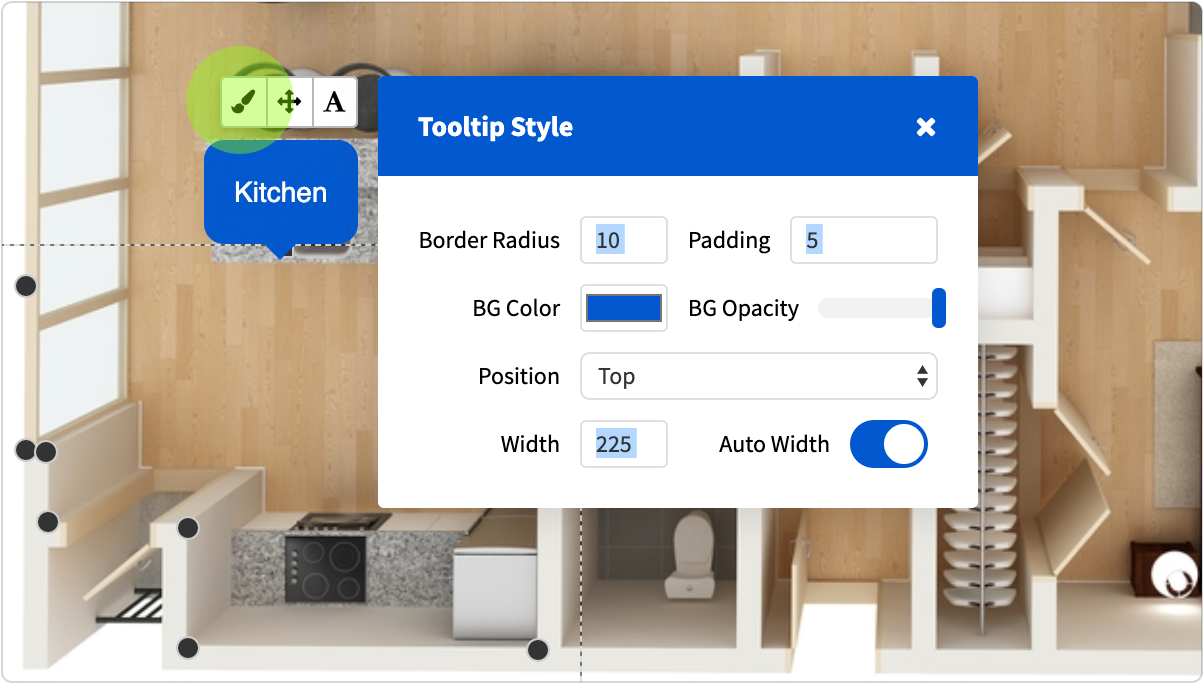 A
Tooltip Style
Kitchen
Border Radius 10 Padding 5
BG Color BG Opacity
Position Top
Width 225 Auto Width